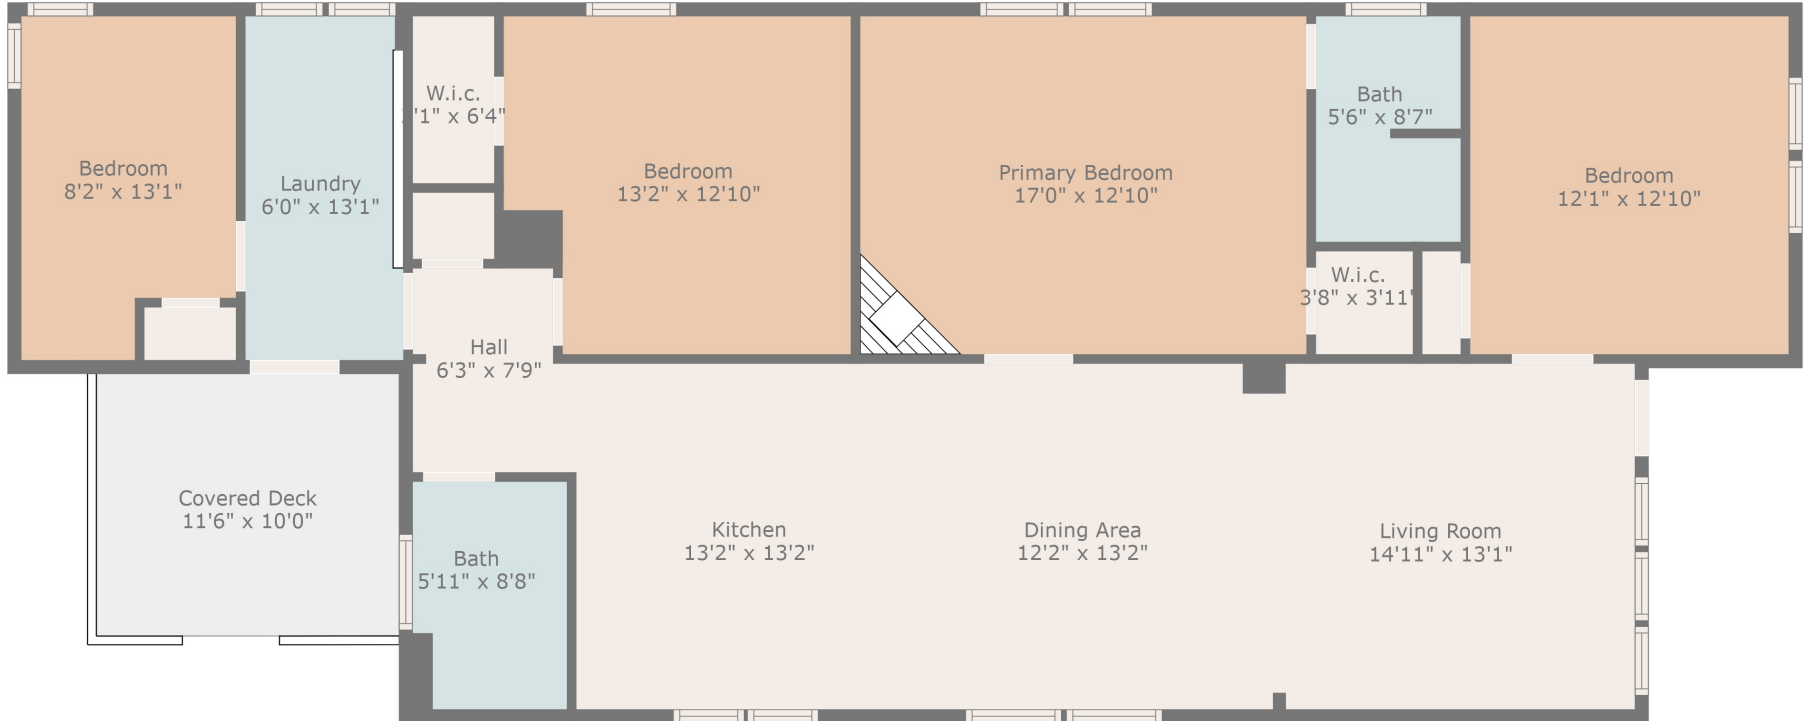 Bedroom
8'2" x 13'1"
Laundry
6'0" x 13'1"
W.i.c.
'1" x 6'4"
Bedroom
13'2" x 12'10"
Primary Bedroom
17'0" x 12'10"
Bath
5'6" x 8'7"
Bedroom
12'1" x 12'10"
W.i.c.
3'8" x 3'11"
Hall
6'3" x 7'9"
Covered Deck
11'6" x 10'0"
Bath
5'11" x 8'8"
Kitchen
13'2" x 13'2"
Dining Area
12'2" x 13'2"
Living Room
14'11" x 13'1"